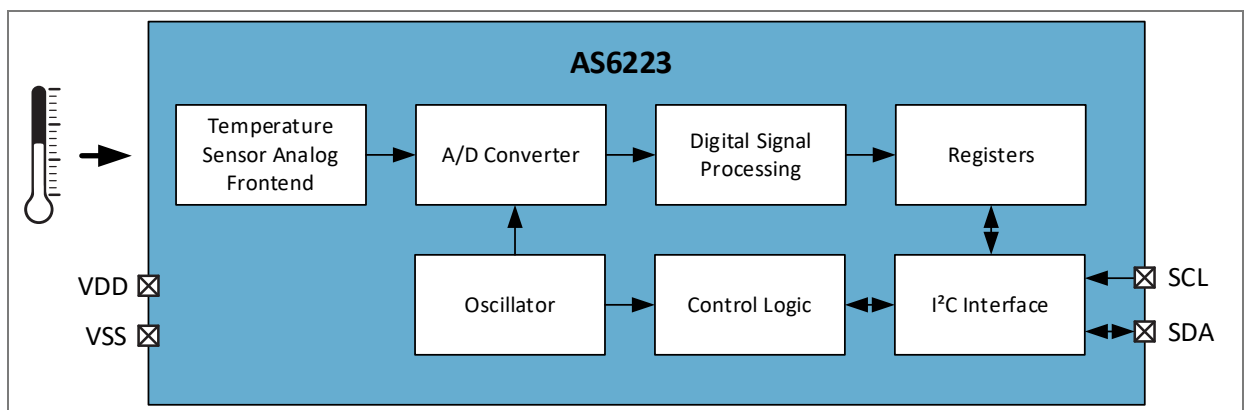 AS6223
Temperature
Sensor Analog
Frontend
A/D Converter
Digital Signal
Processing
Registers
VDD
VSS
Oscillator
Control Logic
I²C Interface
SCL
SDA